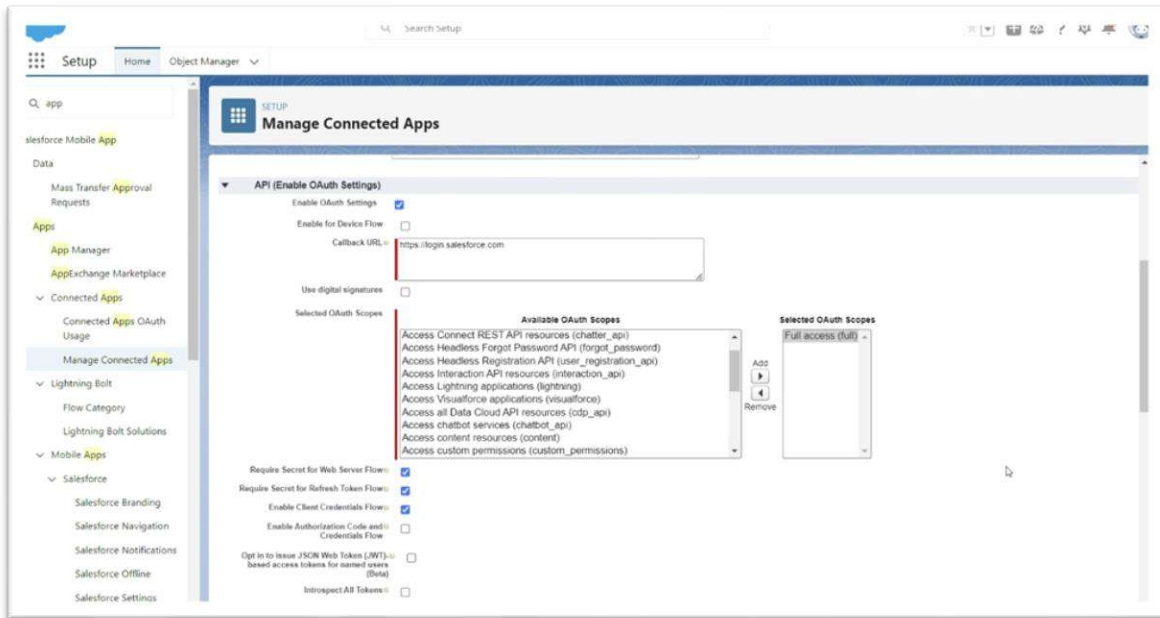 Search Setup
Setup
Home
Object Manager
app
alesforce Mobile App
Data
Mass Transfer Approval
Requests
Apps
App Manager
AppExchange Marketplace
Connected Apps
Connected Apps OAuth
Usage
Manage Connected Apps
Lightning Bolt
Flow Category
Lightning Bolt Solutions
Mobile Apps
Salesforce
Salesforce Branding
Salesforce Navigation
Salesforce Notifications
Salesforce Offline
Salesforce Settings
SETUP
Manage Connected Apps
API (Enable OAuth Settings)
Enable OAuth Settings
Enable for Device Flow
Callback URL
https://login.salesforce.com
Use digital signatures
Selected OAuth Scopes
Available OAuth Scopes
Access Connect REST API resources (chatter_api)
Access Headless Forgot Password API (forgot_password)
Access Headless Registration API (user_registration_api)
Access Interaction API resources (interaction_api)
Access Lightning applications (lightning)
Access Visualforce applications (visualforce)
Access all Data Cloud API resources (cdp_api)
Access chatbot services (chatbot_api)
Access content resources (content)
Access custom permissions (custom_permissions)
Add
Remove
Selected OAuth Scopes
Full access (full)
Require Secret for Web Server Flow
Require Secret for Refresh Token Flow
Enable Client Credentials Flow
Enable Authorization Code and
Credentials Flow
Opt in to issue JSON Web Token (JWT)-
based access tokens for named users
(Beta)
Introspect All Tokens